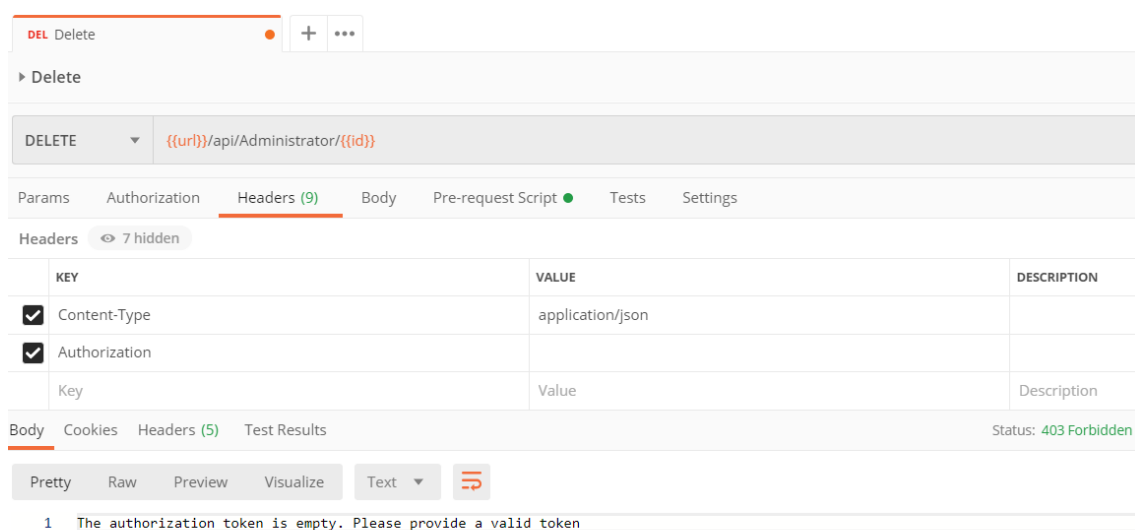 DEL Delete
Delete
DELETE {{url}}/api/Administrator/{{id}}
Params Authorization Headers (9) Body Pre-request Script Tests Settings
Headers 7 hidden
KEY VALUE DESCRIPTION
Content-Type application/json
Authorization
Key Value Description
Body Cookies Headers (5) Test Results Status: 403 Forbidden
Pretty Raw Preview Visualize Text
1 The authorization token is empty. Please provide a valid token